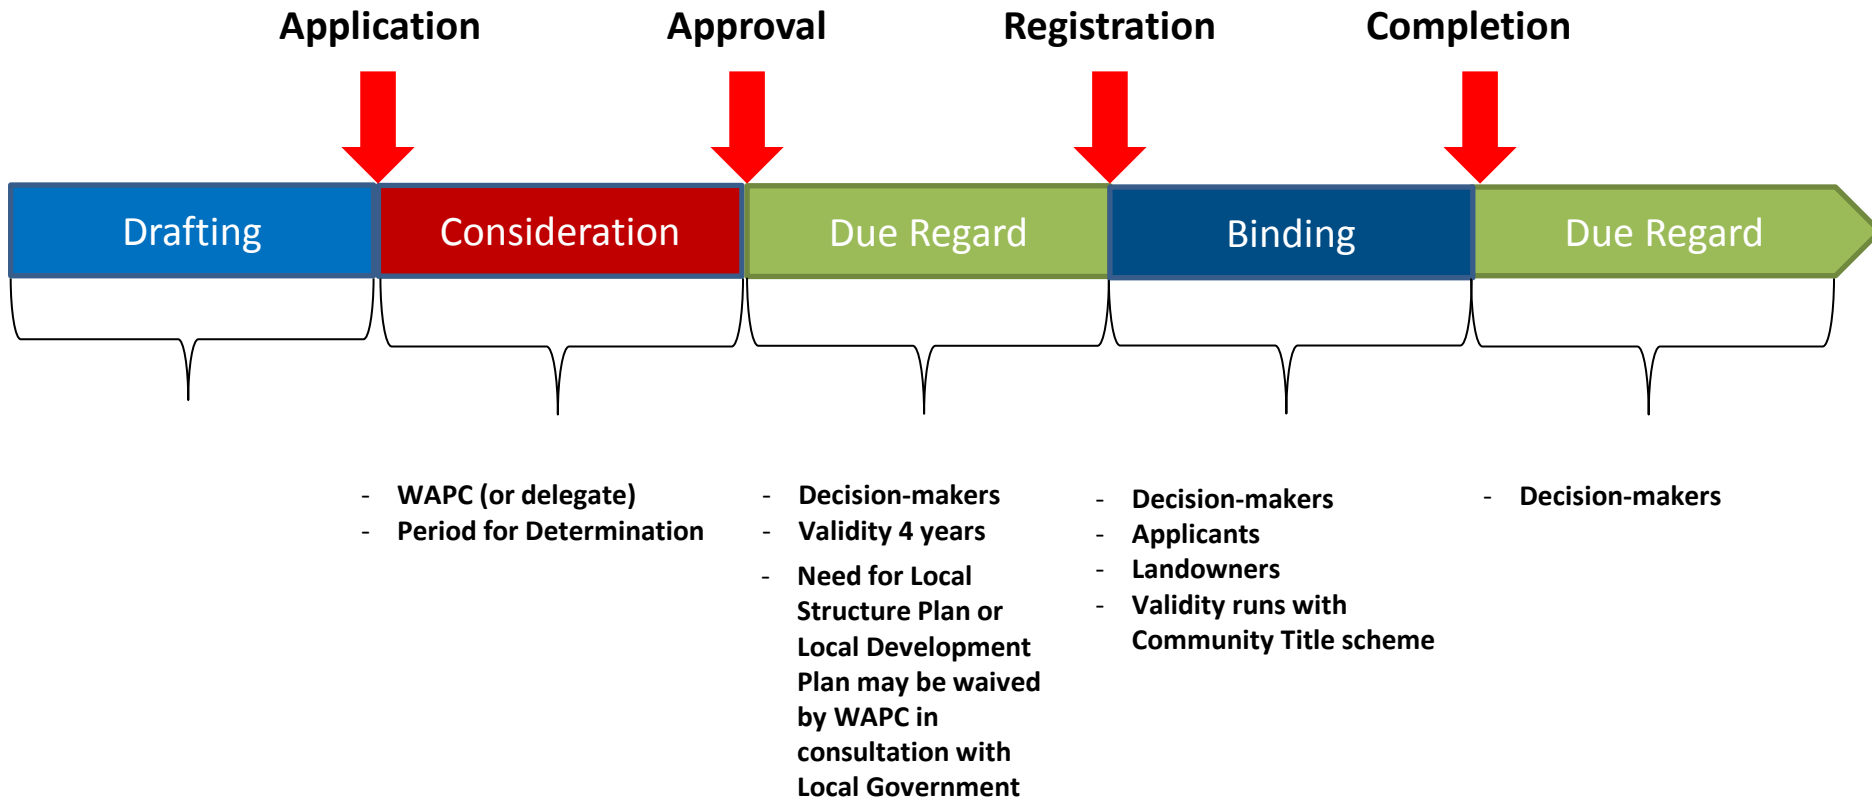 Application
Approval
Registration
Completion
Drafting
Consideration
Due Regard
Binding
Due Regard
- WAPC (or delegate)
- Period for Determination
- Decision-makers
- Validity 4 years
- Need for Local
Structure Plan or
Local Development
Plan may be waived
by WAPC in
consultation with
Local Government
- Decision-makers
- Applicants
- Landowners
- Validity runs with
Community Title scheme
- Decision-makers